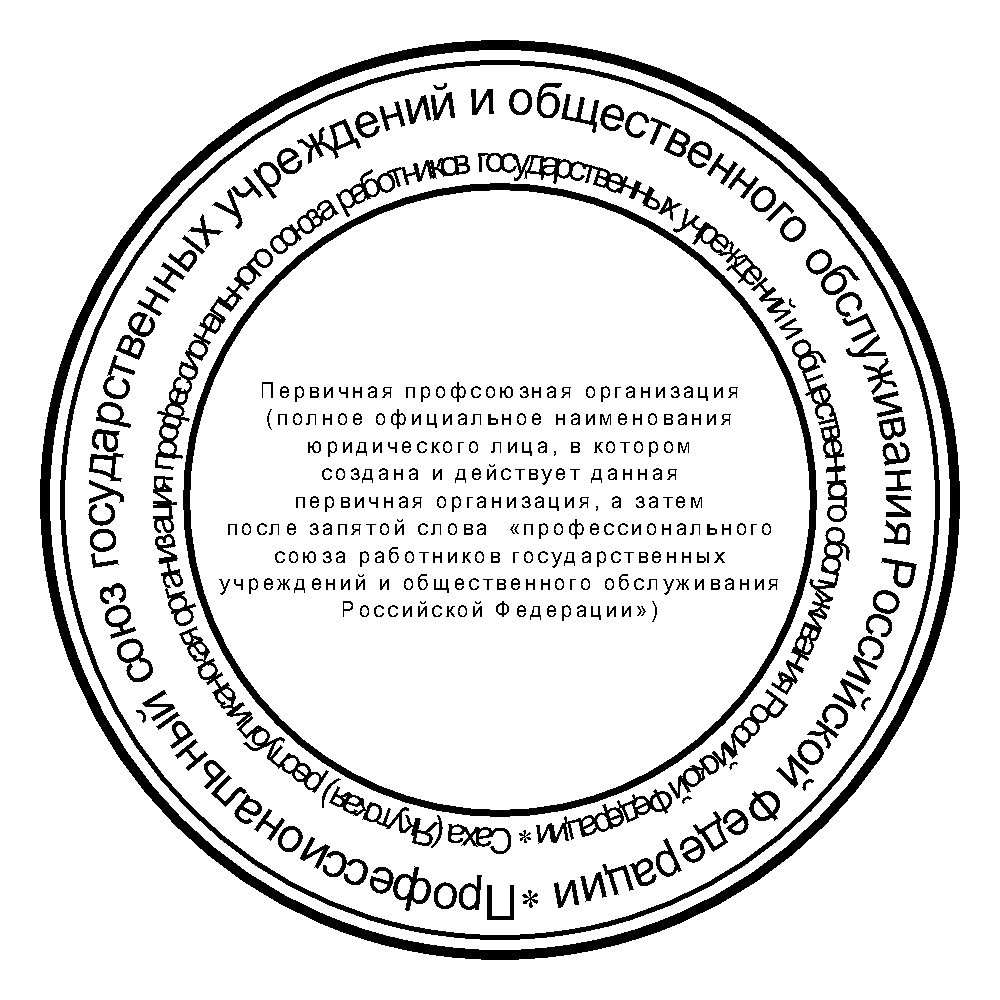 Профессиональный союз государственных учреждений и общественного обслуживания Российской Федерации *
Саха (Якутская) республиканская организация профессионального союза работников государственных учреждений и общественного обслуживания Российской Федерации *
Первичная профсоюзная организация
(полное официальное наименования
юридического лица, в котором
создана и действует данная
первичная организация, а затем
после запятой слова «профессионального
союза работников государственных
учреждений и общественного обслуживания
Российской Федерации»)